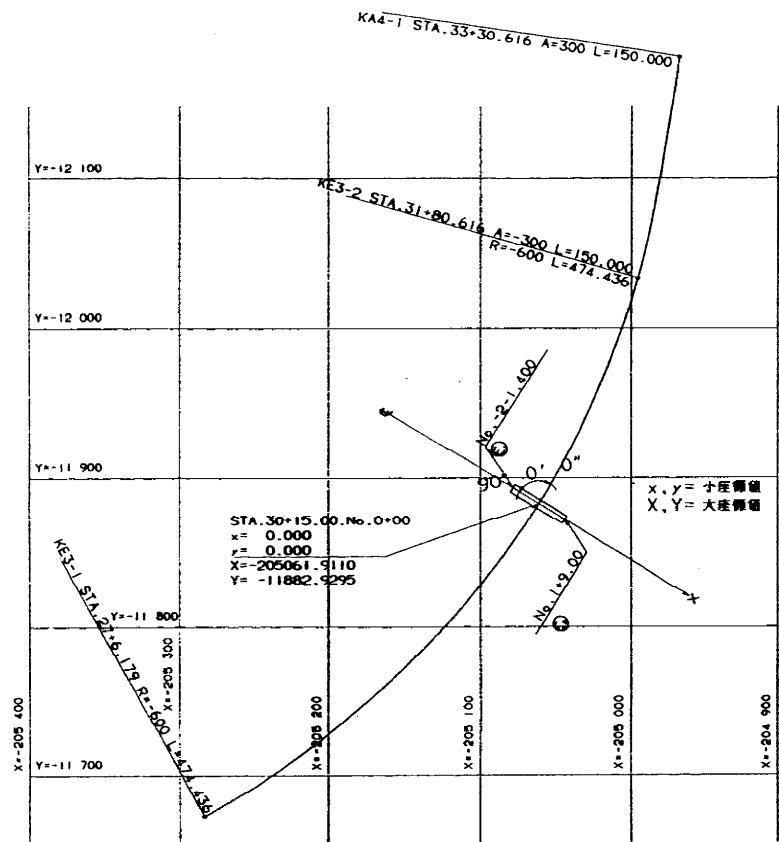 KA4-1 STA.33+30.616 A=300 L=150.000
Y=-12 100
KE3-2 STA.31+80.616 A=-300 L=150.000
R=-600 L=474.436
Y=-12 000
No.-2-1.400
Y=-11 900
90°
0'
0"
x, y = 小座標値
X, Y = 大座標値
STA.30+15.00.No.0+00
x= 0.000
y= 0.000
X=-205061.9110
Y= -11882.9295
KE3-1 STA.27+6.179 R=-600 L=474.436
Y=-11 800
No.1+9.00
X
Y=-11 700
X=-205 400
X=-205 300
X=-205 200
X=-205 100
X=-205 000
X=-204 900